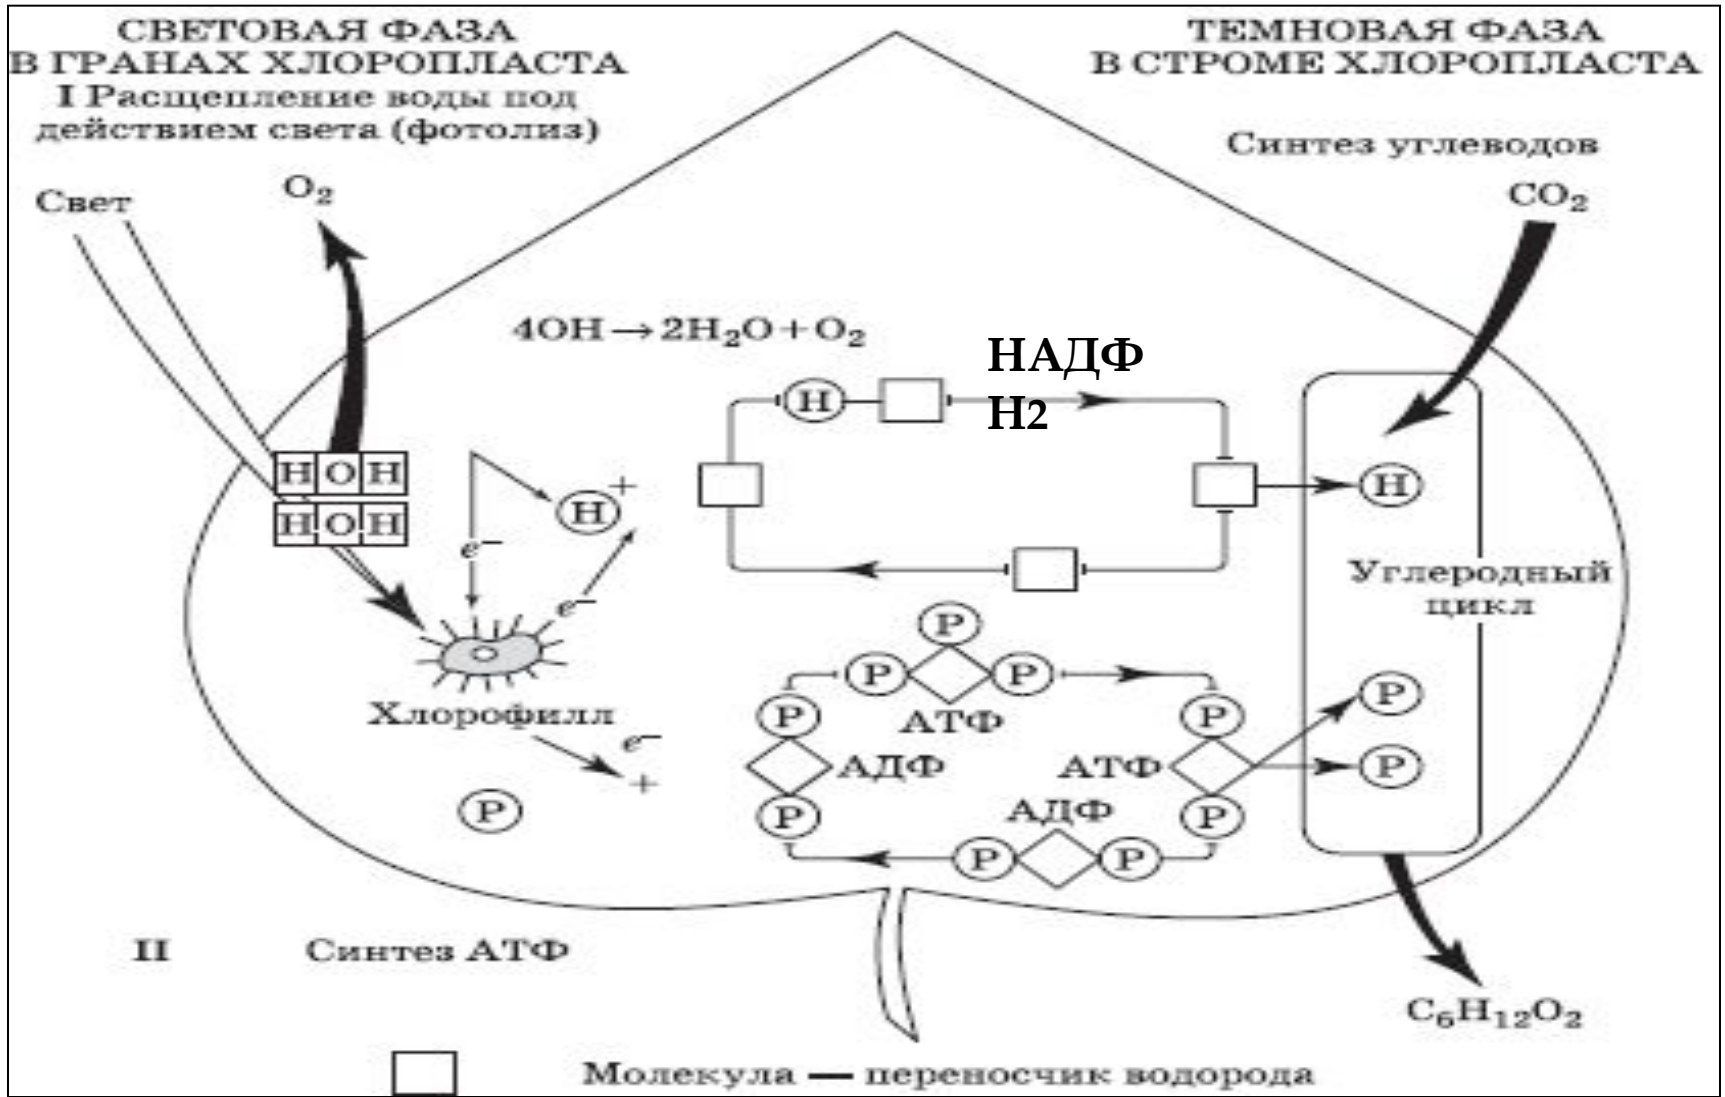 СВЕТОВАЯ ФАЗА
В ГРАНАХ ХЛОРОПЛАСТА
I Расщепление воды под
действием света (фотолиз)
ТЕМНОВАЯ ФАЗА
В СТРОМЕ ХЛОРОПЛАСТА
Синтез углеводов
Свет
O₂
CO₂
4OH→2H₂O+O₂
НАДФ
Н2
H
H O H
H O H
H +
H
e⁻
e⁻
Углеродный
цикл
Хлорофилл
e⁻
+
P
P
P P
АТФ
P
АДФ
P
P
АТФ
P
АДФ
P P
P
P
II Синтез АТФ
C₆H₁₂O₂
Молекула — переносчик водорода